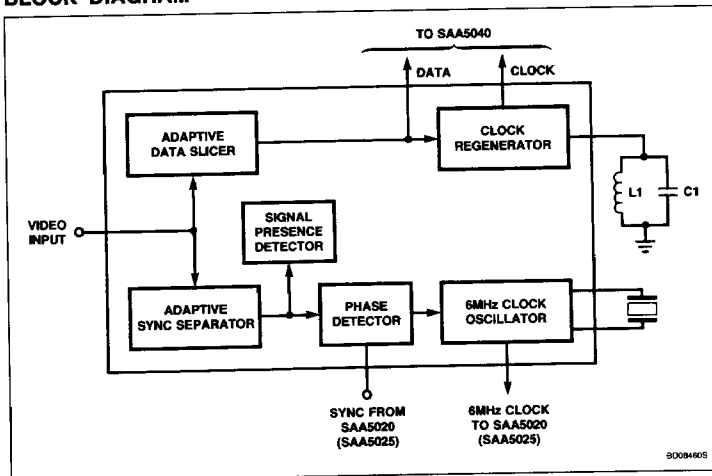 BLOCK DIAGRAM
TO SAA5040
DATA
CLOCK
ADAPTIVE
DATA SLICER
CLOCK
REGENERATOR
L1
C1
VIDEO
INPUT
SIGNAL
PRESENCE
DETECTOR
ADAPTIVE
SYNC SEPARATOR
PHASE
DETECTOR
6MHz CLOCK
OSCILLATOR
SYNC FROM
SAA5020
(SAA5025)
6MHz CLOCK
TO SAA5020
(SAA5025)
BD08460S